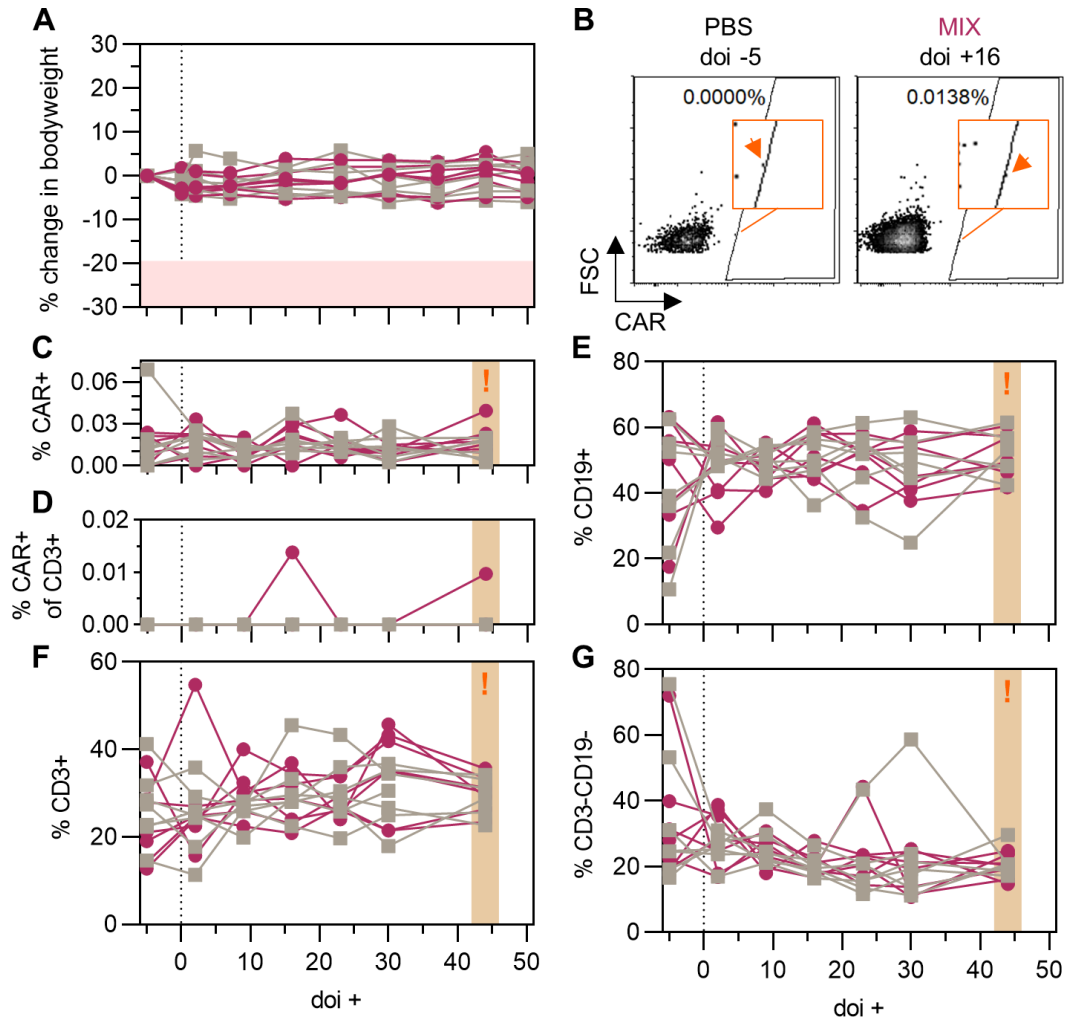 A
% change in bodyweight
30
20
10
0
-10
-20
-30
B
PBS
doi -5
MIX
doi +16
0.0000%
0.0138%
FSC
CAR
C
% CAR+
0.06
0.03
0.00
!
D
% CAR+
of CD3+
0.02
0.01
0.00
E
% CD19+
80
60
40
20
0
!
F
% CD3+
60
40
20
0
!
0
10
20
30
40
50
doi +
G
% CD3-CD19-
80
60
40
20
0
!
0
10
20
30
40
50
doi +